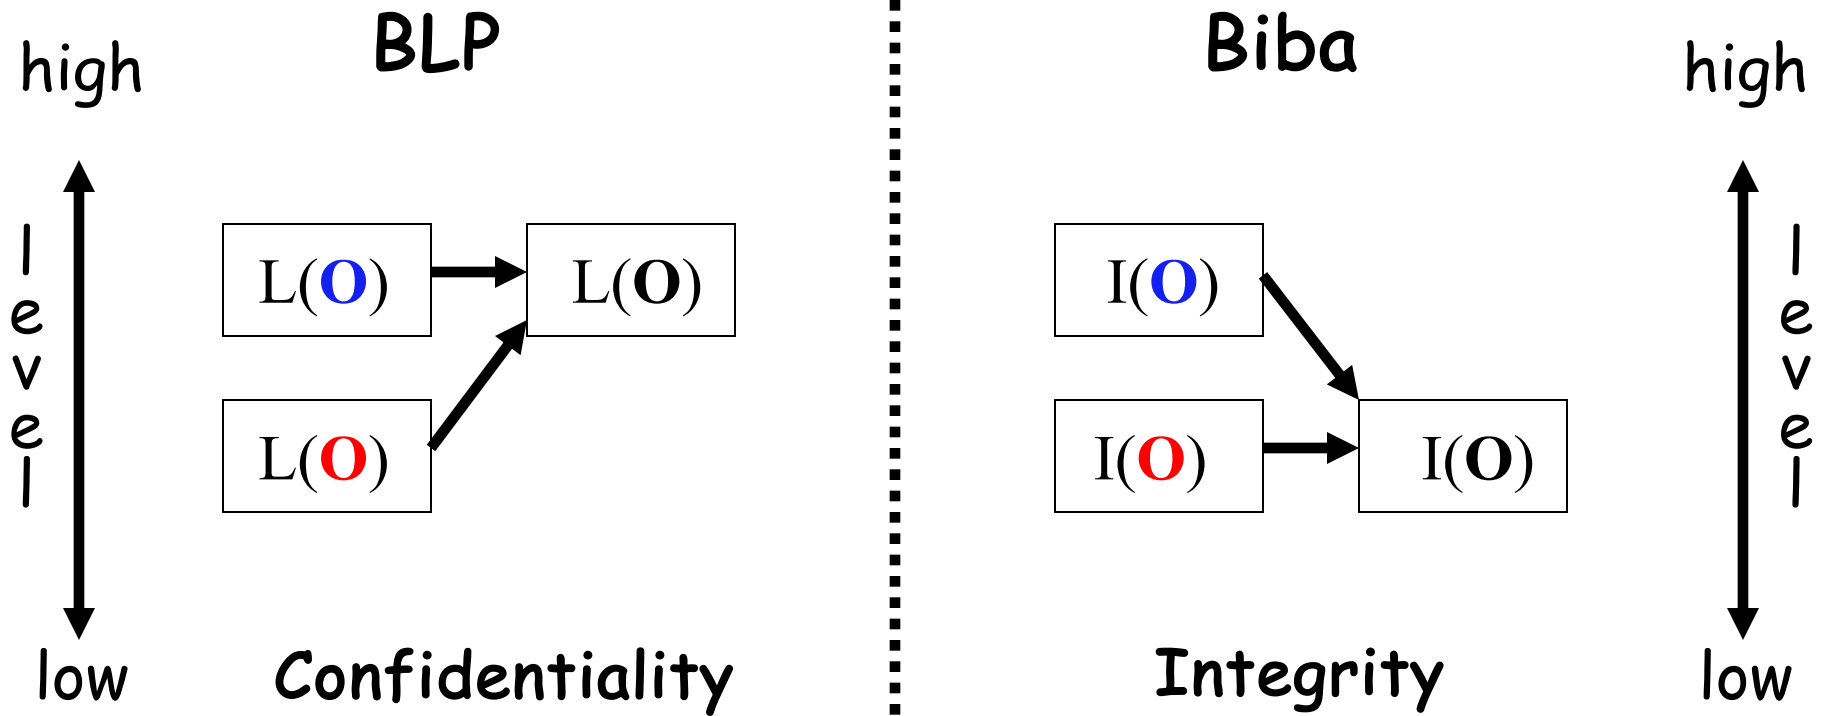 BLP
high
level
L(O)
L(O)
L(O)
low
Confidentiality
Biba
high
level
I(O)
I(O)
I(O)
low
Integrity